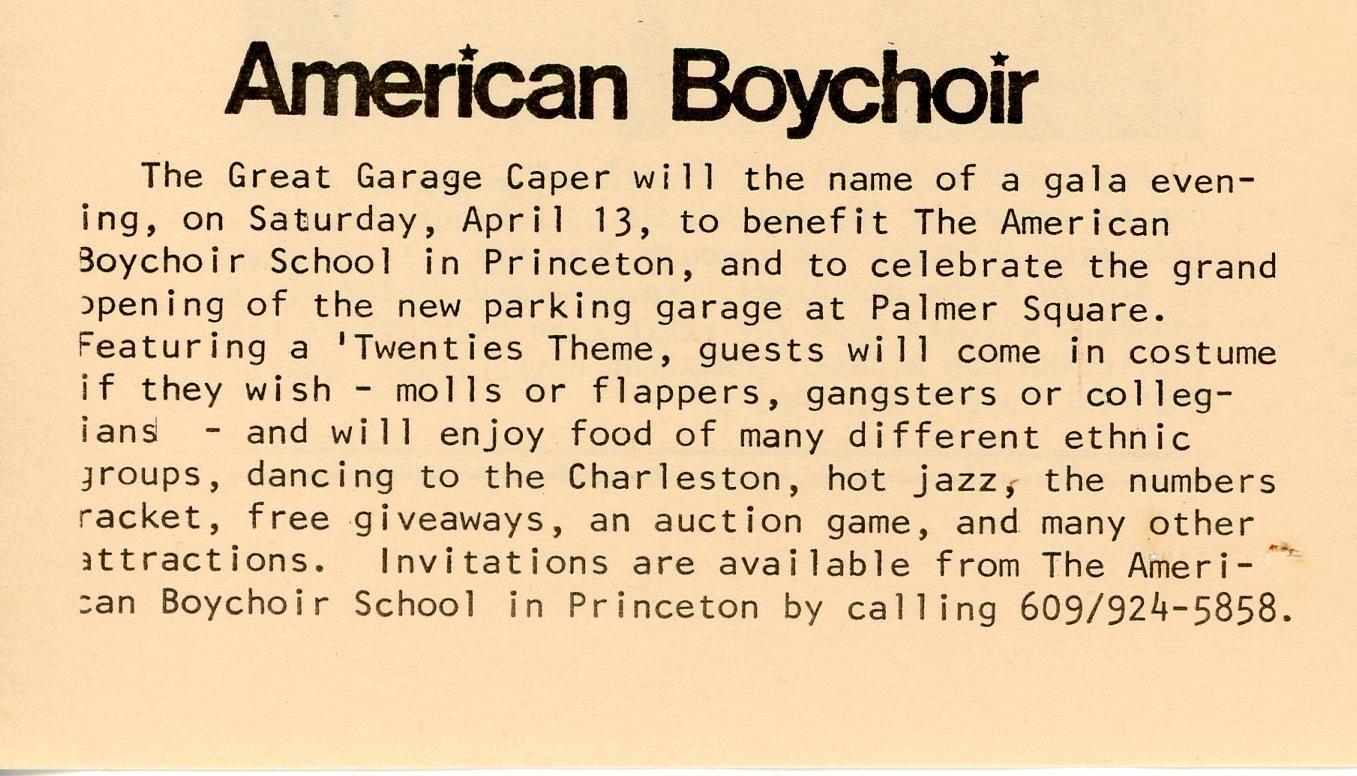 American Boychoir
The Great Garage Caper will the name of a gala even-
ing, on Saturday, April 13, to benefit The American
Boychoir School in Princeton, and to celebrate the grand
opening of the new parking garage at Palmer Square.
Featuring a 'Twenties Theme, guests will come in costume
if they wish - molls or flappers, gangsters or colleg-
ians - and will enjoy food of many different ethnic
groups, dancing to the Charleston, hot jazz, the numbers
racket, free giveaways, an auction game, and many other
attractions. Invitations are available from The Ameri-
can Boychoir School in Princeton by calling 609/924-5858.